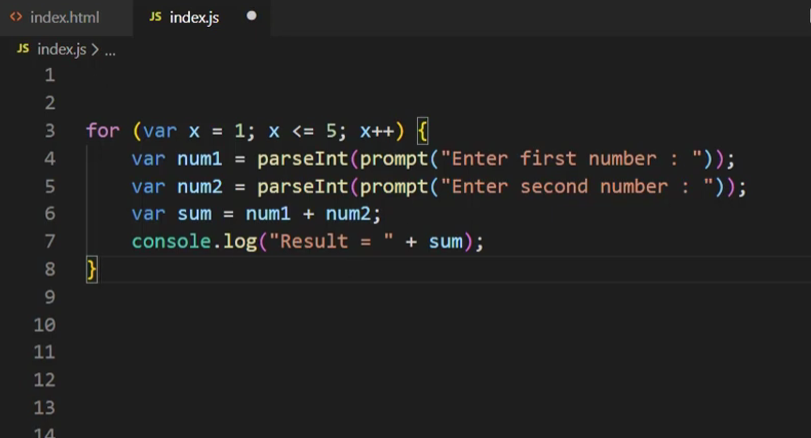 index.html JS index.js
JS index.js > ...
1
2
3 for (var x = 1; x <= 5; x++) {
4 var num1 = parseInt(prompt("Enter first number : "));
5 var num2 = parseInt(prompt("Enter second number : "));
6 var sum = num1 + num2;
7 console.log("Result = " + sum);
8 }
9
10
11
12
13
14